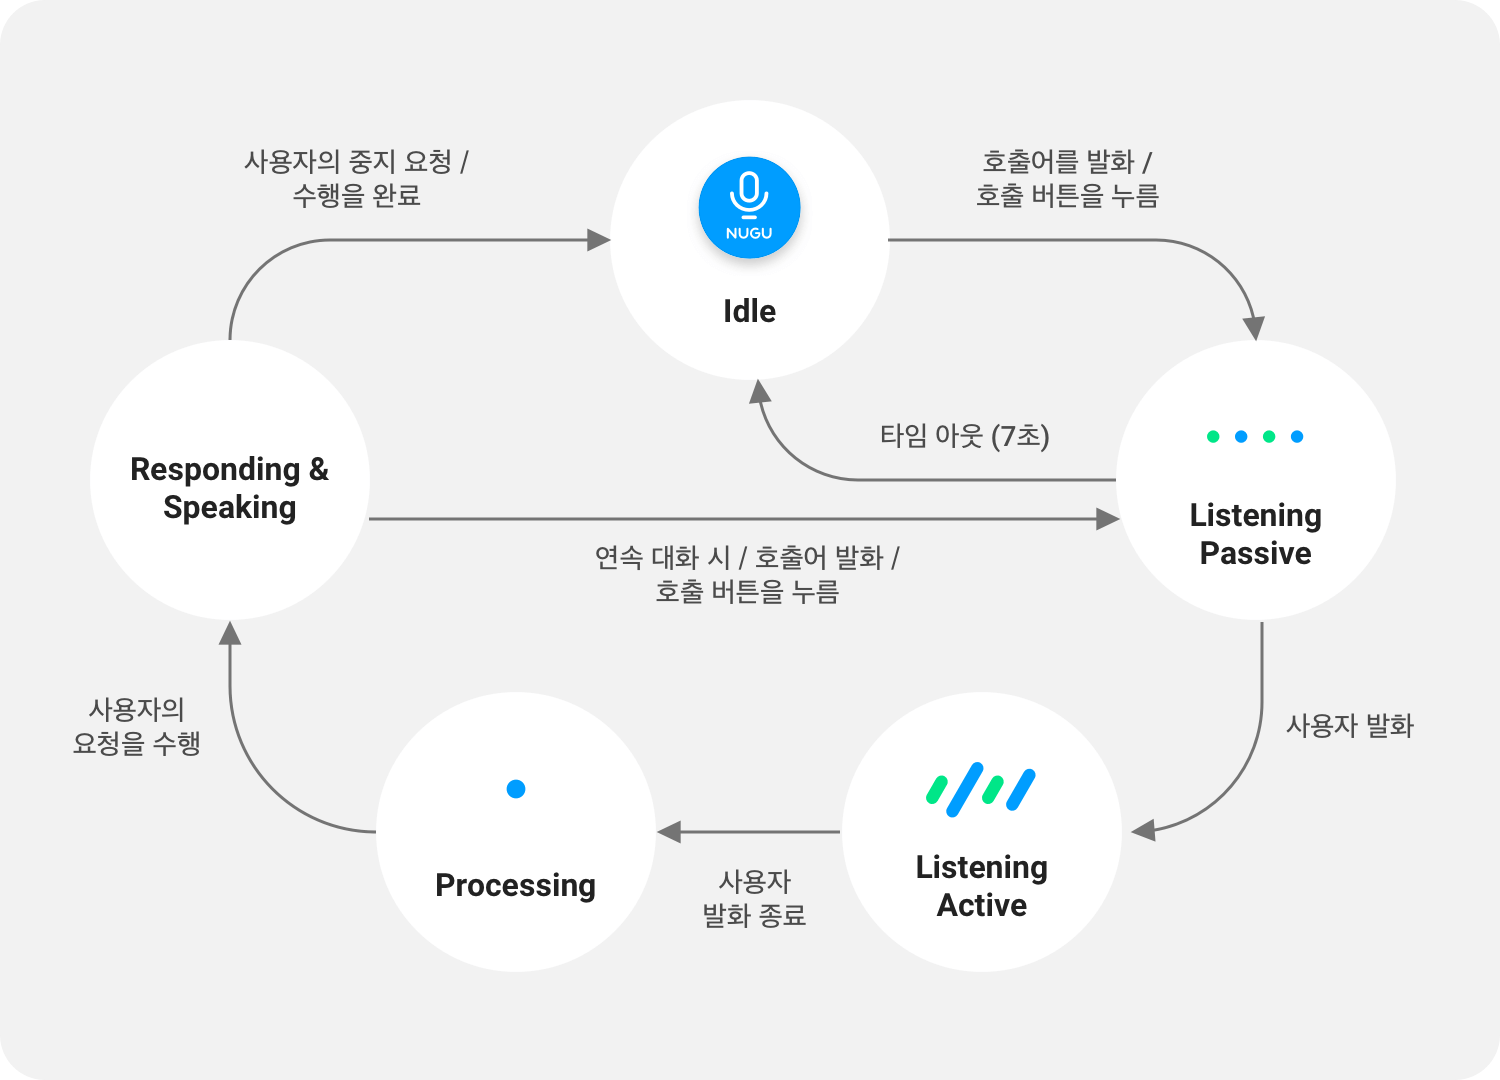 사용자의 중지 요청 /
수행을 완료
NUGU
Idle
호출어를 발화 /
호출 버튼을 누름
타임 아웃 (7초)
Responding &
Speaking
Listening
Passive
연속 대화 시 / 호출어 발화 /
호출 버튼을 누름
사용자의
요청을 수행
사용자 발화
Processing
사용자
발화 종료
Listening
Active